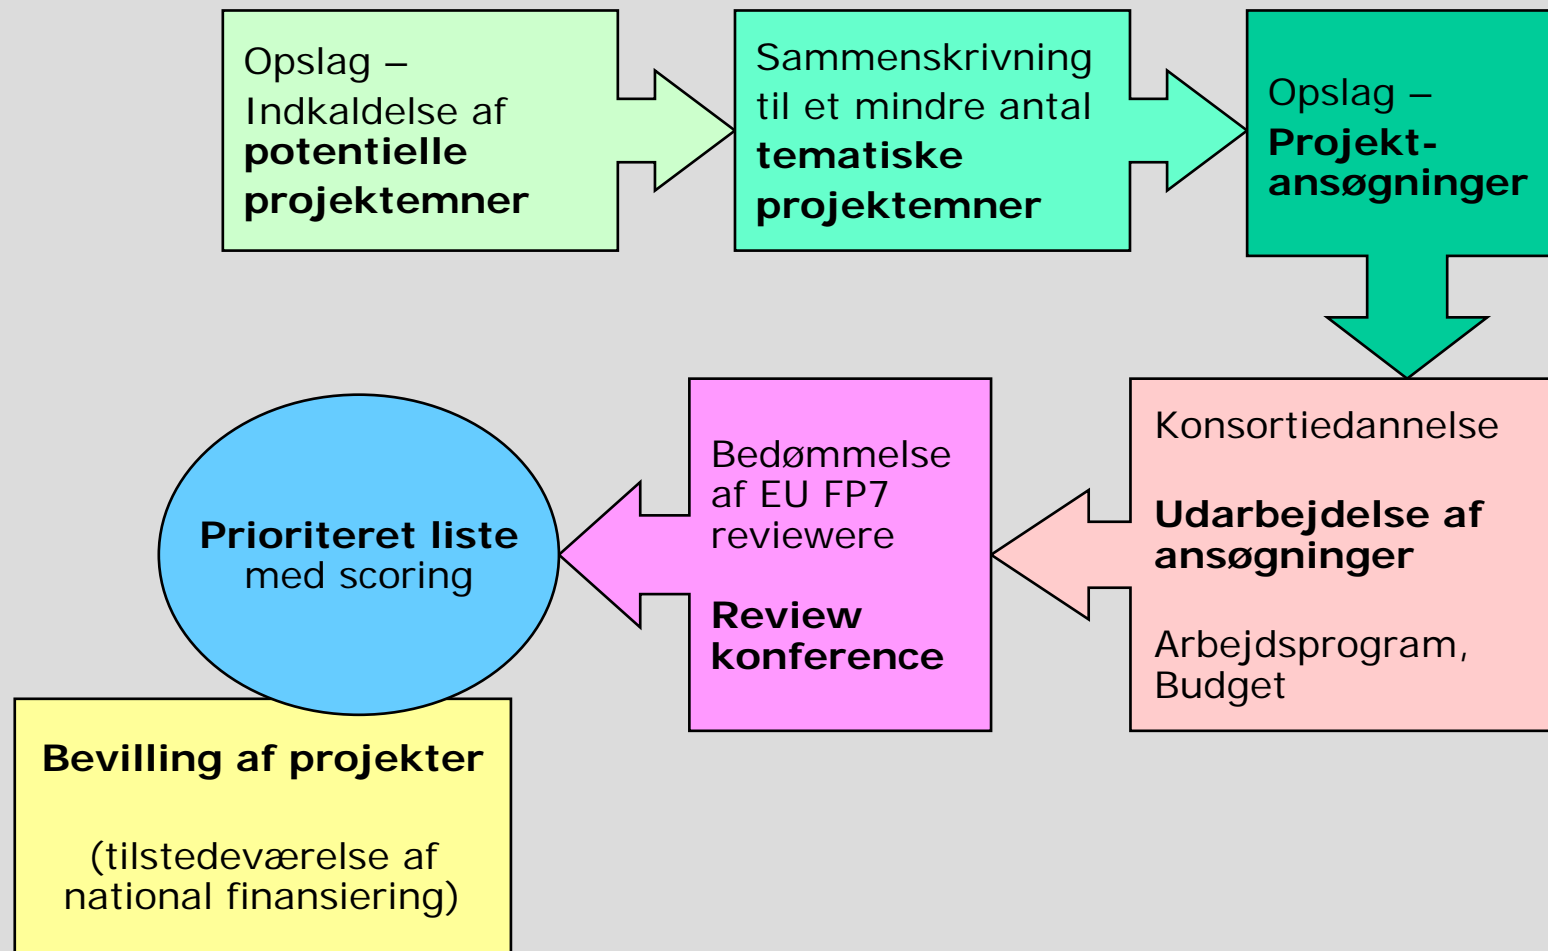 Opslag –
Indkaldelse af
potentielle
projektemner
Sammenskrivning
til et mindre antal
tematiske
projektemner
Opslag –
Projekt-
ansøgninger
Konsortiedannelse
Udarbejdelse af
ansøgninger
Arbejdsprogram,
Budget
Bedømmelse
af EU FP7
reviewere
Review
konference
Prioriteret liste
med scoring
Bevilling af projekter
(tilstedeværelse af
national finansiering)